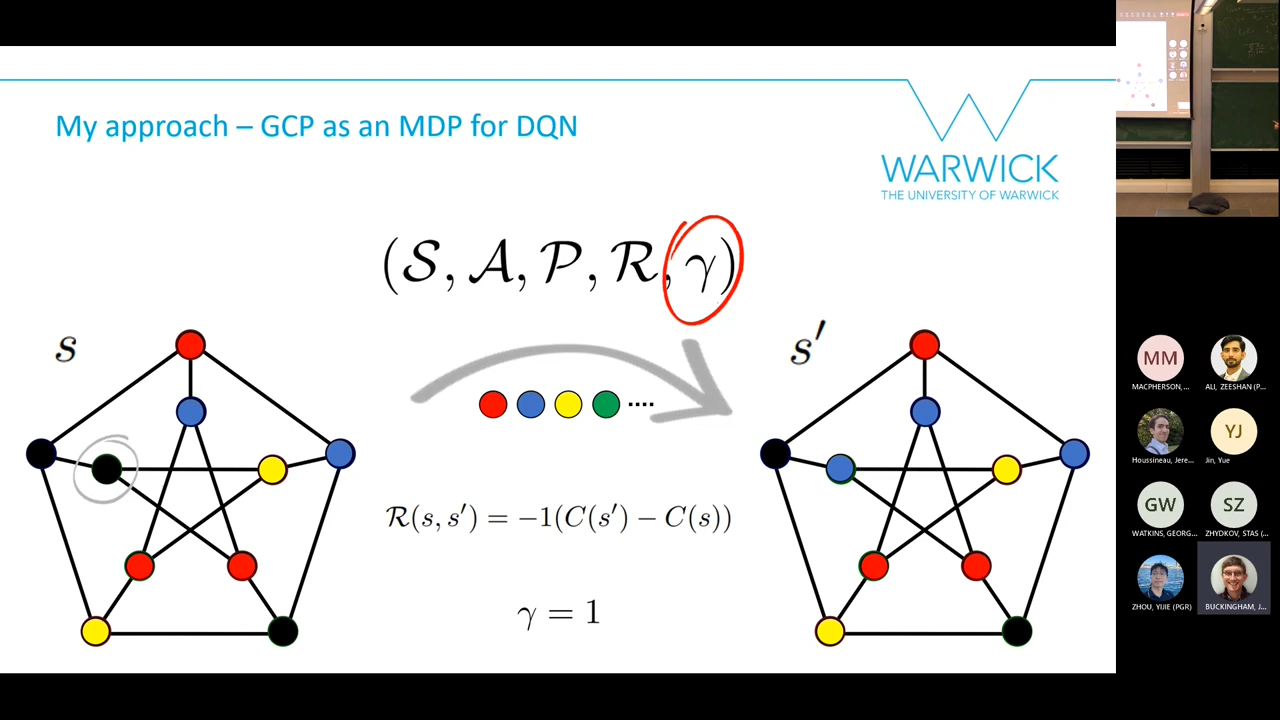 My approach – GCP as an MDP for DQN
WARWICK
THE UNIVERSITY OF WARWICK
(𝒮, 𝒜, 𝒫, ℛ, γ)
s
s′
....
ℛ(s, s′) = −1(C(s′) − C(s))
γ = 1
MM
MACPHERSON,...
ALI, ZEESHAN (P...
Houssineau, Jere...
YJ
Jin, Yue
GW
WATKINS, GEORG...
SZ
ZHYDKOV, STAS (...
ZHOU, YIJIE (PGR)
BUCKINGHAM, J...